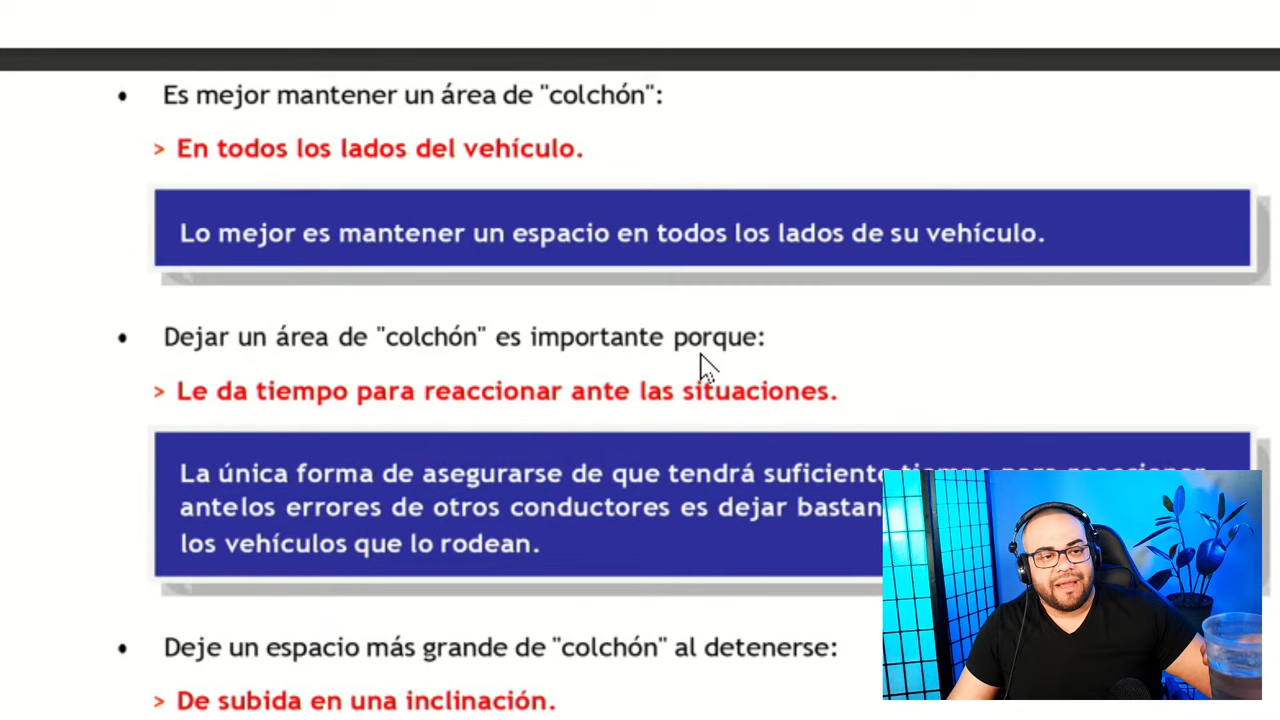 • Es mejor mantener un área de "colchón":
> En todos los lados del vehículo.
Lo mejor es mantener un espacio en todos los lados de su vehículo.
• Dejar un área de "colchón" es importante porque:
> Le da tiempo para reaccionar ante las situaciones.
La única forma de asegurarse de que tendrá suficiente tiempo para reaccionar
antelos errores de otros conductores es dejar
los vehículos que lo rodean.
• Deje un espacio más grande de "colchón" al detenerse:
> De subida en una inclinación.